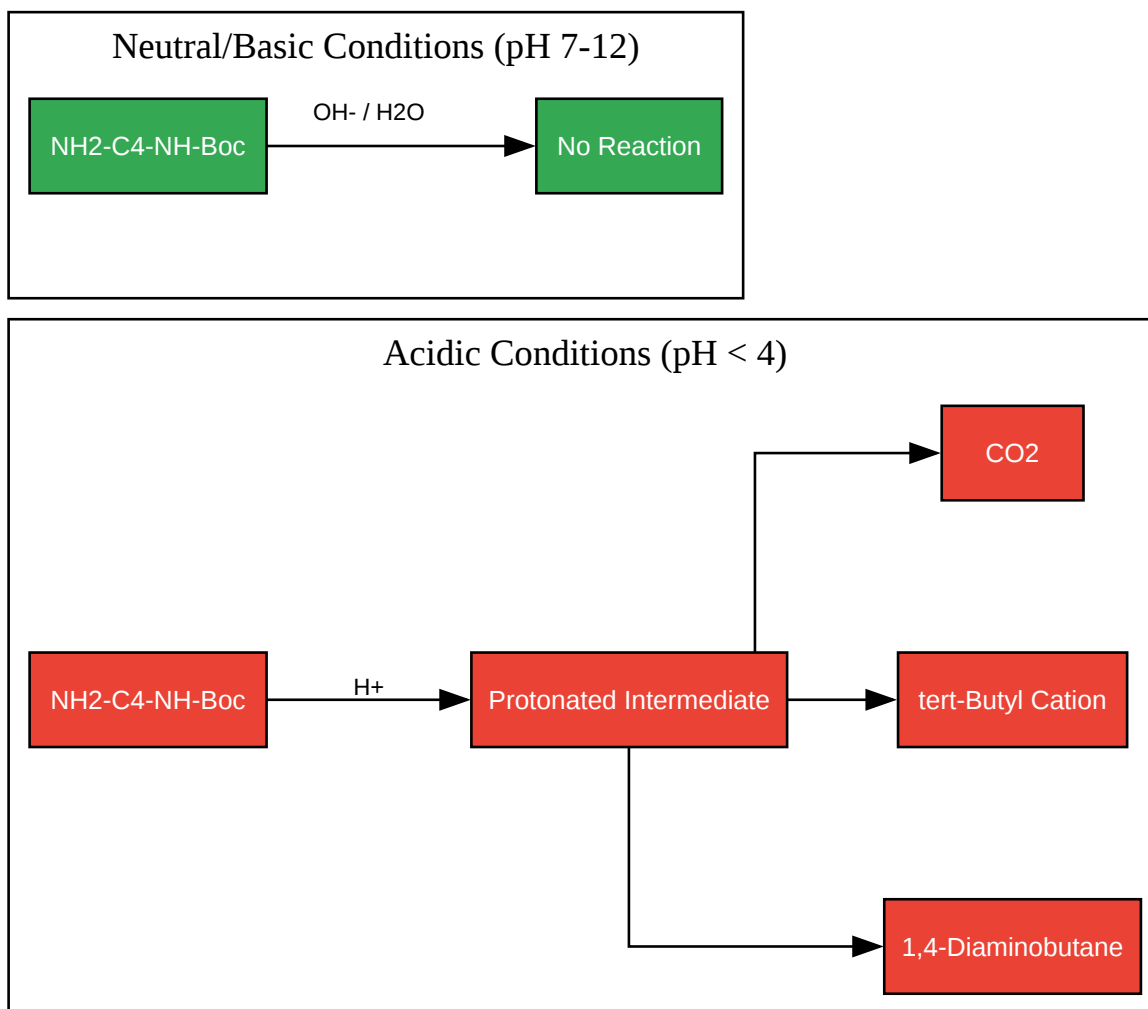 Neutral/Basic Conditions (pH 7-12)
OH- / H2O
NH2-C4-NH-Boc
No Reaction
Acidic Conditions (pH < 4)
CO2
NH2-C4-NH-Boc
H+
Protonated Intermediate
tert-Butyl Cation
1,4-Diaminobutane